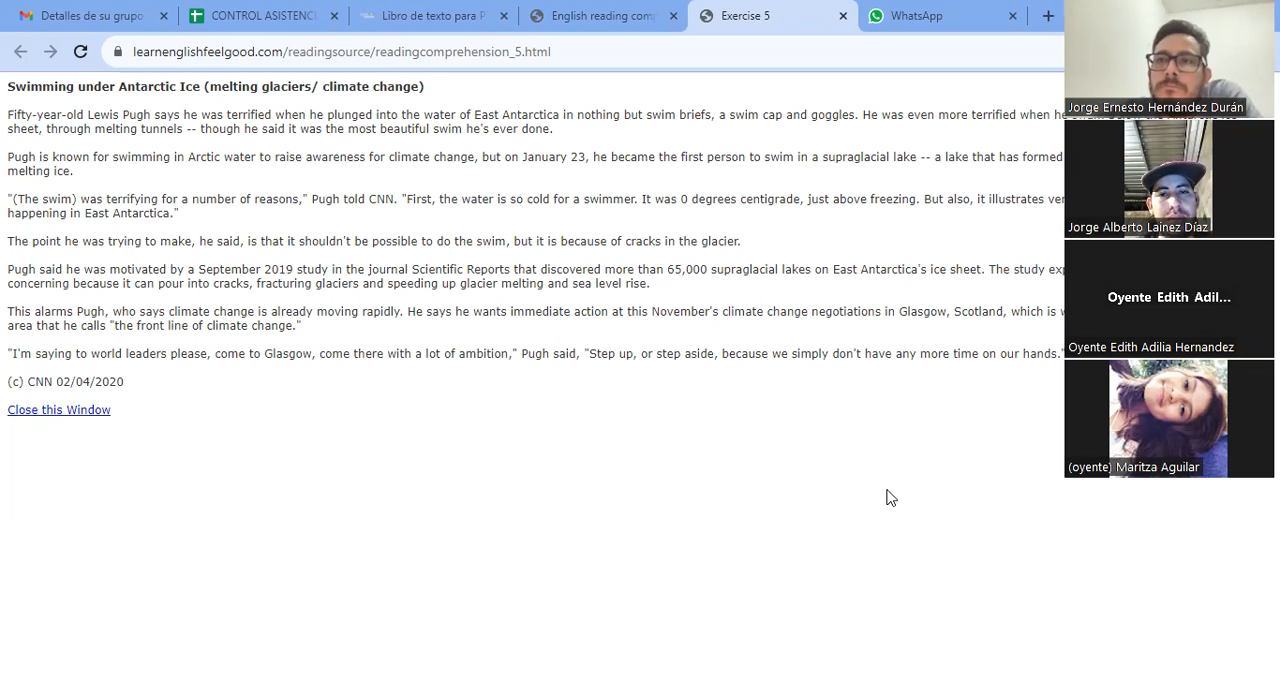 Detalles de su grupo
CONTROL ASISTENCI
Libro de texto para P
English reading comp
Exercise 5
WhatsApp
learnenglishfeelgood.com/readingsource/readingcomprehension_5.html
Swimming under Antarctic Ice (melting glaciers/ climate change)
Fifty-year-old Lewis Pugh says he was terrified when he plunged into the water of East Antarctica in nothing but swim briefs, a swim cap and goggles. He was even more terrified when he
sheet, through melting tunnels -- though he said it was the most beautiful swim he's ever done.
Pugh is known for swimming in Arctic water to raise awareness for climate change, but on January 23, he became the first person to swim in a supraglacial lake -- a lake that has formed
melting ice.
"(The swim) was terrifying for a number of reasons," Pugh told CNN. "First, the water is so cold for a swimmer. It was 0 degrees centigrade, just above freezing. But also, it illustrates ver
happening in East Antarctica."
The point he was trying to make, he said, is that it shouldn't be possible to do the swim, but it is because of cracks in the glacier.
Pugh said he was motivated by a September 2019 study in the journal Scientific Reports that discovered more than 65,000 supraglacial lakes on East Antarctica's ice sheet. The study exp
concerning because it can pour into cracks, fracturing glaciers and speeding up glacier melting and sea level rise.
This alarms Pugh, who says climate change is already moving rapidly. He says he wants immediate action at this November's climate change negotiations in Glasgow, Scotland, which is w
area that he calls "the front line of climate change."
"I'm saying to world leaders please, come to Glasgow, come there with a lot of ambition," Pugh said, "Step up, or step aside, because we simply don't have any more time on our hands."
(c) CNN 02/04/2020
Close this Window
Jorge Ernesto Hernández Durán
Jorge Alberto Lainez Díaz
Oyente Edith Adil...
Oyente Edith Adilia Hernandez
(oyente) Maritza Aguilar